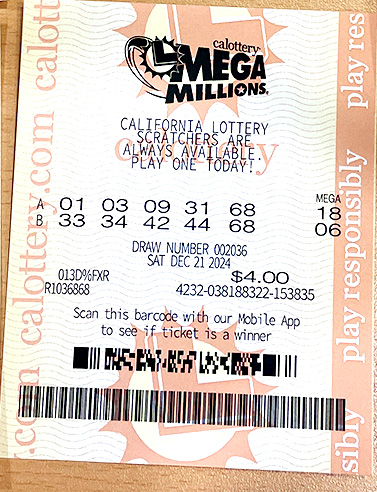 calottery
MEGA
MILLIONS
CALIFORNIA LOTTERY
SCRATCHERS ARE
ALWAYS AVAILABLE.
PLAY ONE TODAY!
MEGA
A 01 03 09 31 68 18
B 33 34 42 44 68 06
DRAW NUMBER 002036
SAT DEC 21 2024
013D%FXR $4.00
R1036868 4232-038188322-153835
Scan this barcode with our Mobile App
to see if ticket is a winner
calottery.com calottery.com
play responsibly play responsibly